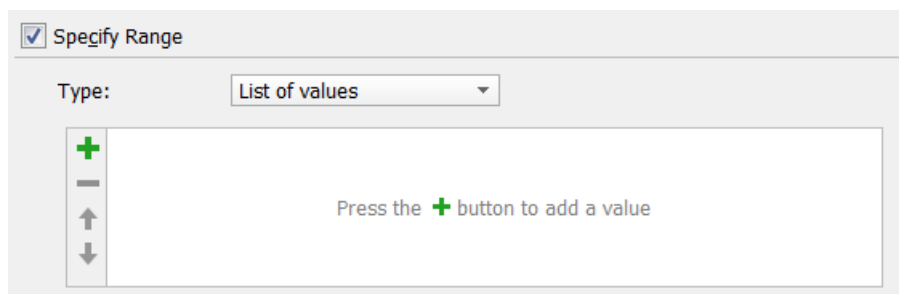 Specify Range
Type: List of values
Press the + button to add a value